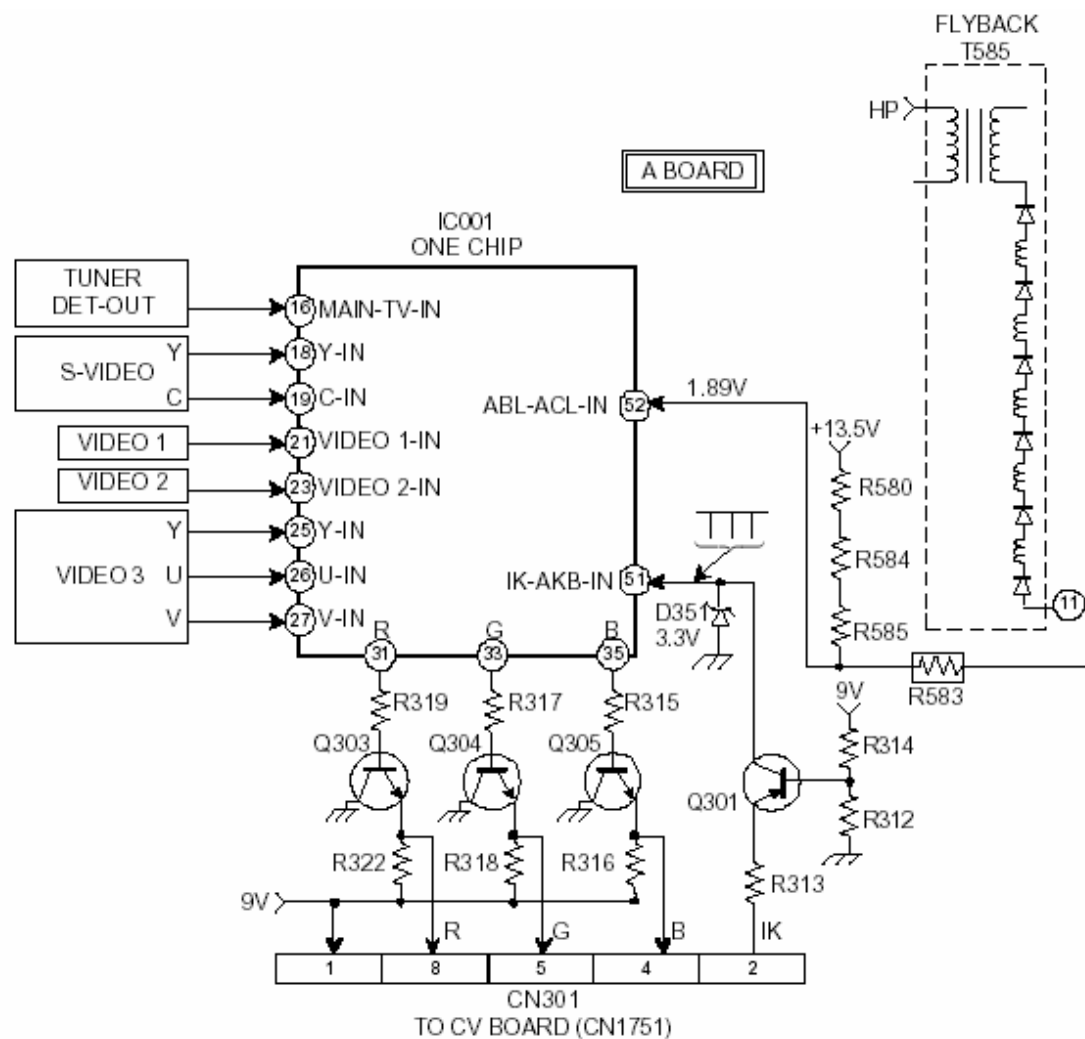 FLYBACK
T585
HP
A BOARD
IC001
ONE CHIP
TUNER
DET-OUT
16 MAIN-TV-IN
S-VIDEO
Y
18 Y-IN
C
19 C-IN
ABL-ACL-IN 52
1.89V
VIDEO 1
21 VIDEO 1-IN
+13.5V
VIDEO 2
23 VIDEO 2-IN
R580
VIDEO 3
Y
25 Y-IN
R584
U
26 U-IN
IK-AKB-IN 51
V
27 V-IN
D351
3.3V
R585
11
R
31
G
33
B
35
R583
9V
R319
R317
R315
R314
Q303
Q304
Q305
Q301
R312
R322
R318
R316
R313
9V
R
G
B
IK
1
8
5
4
2
CN301
TO CV BOARD (CN1751)